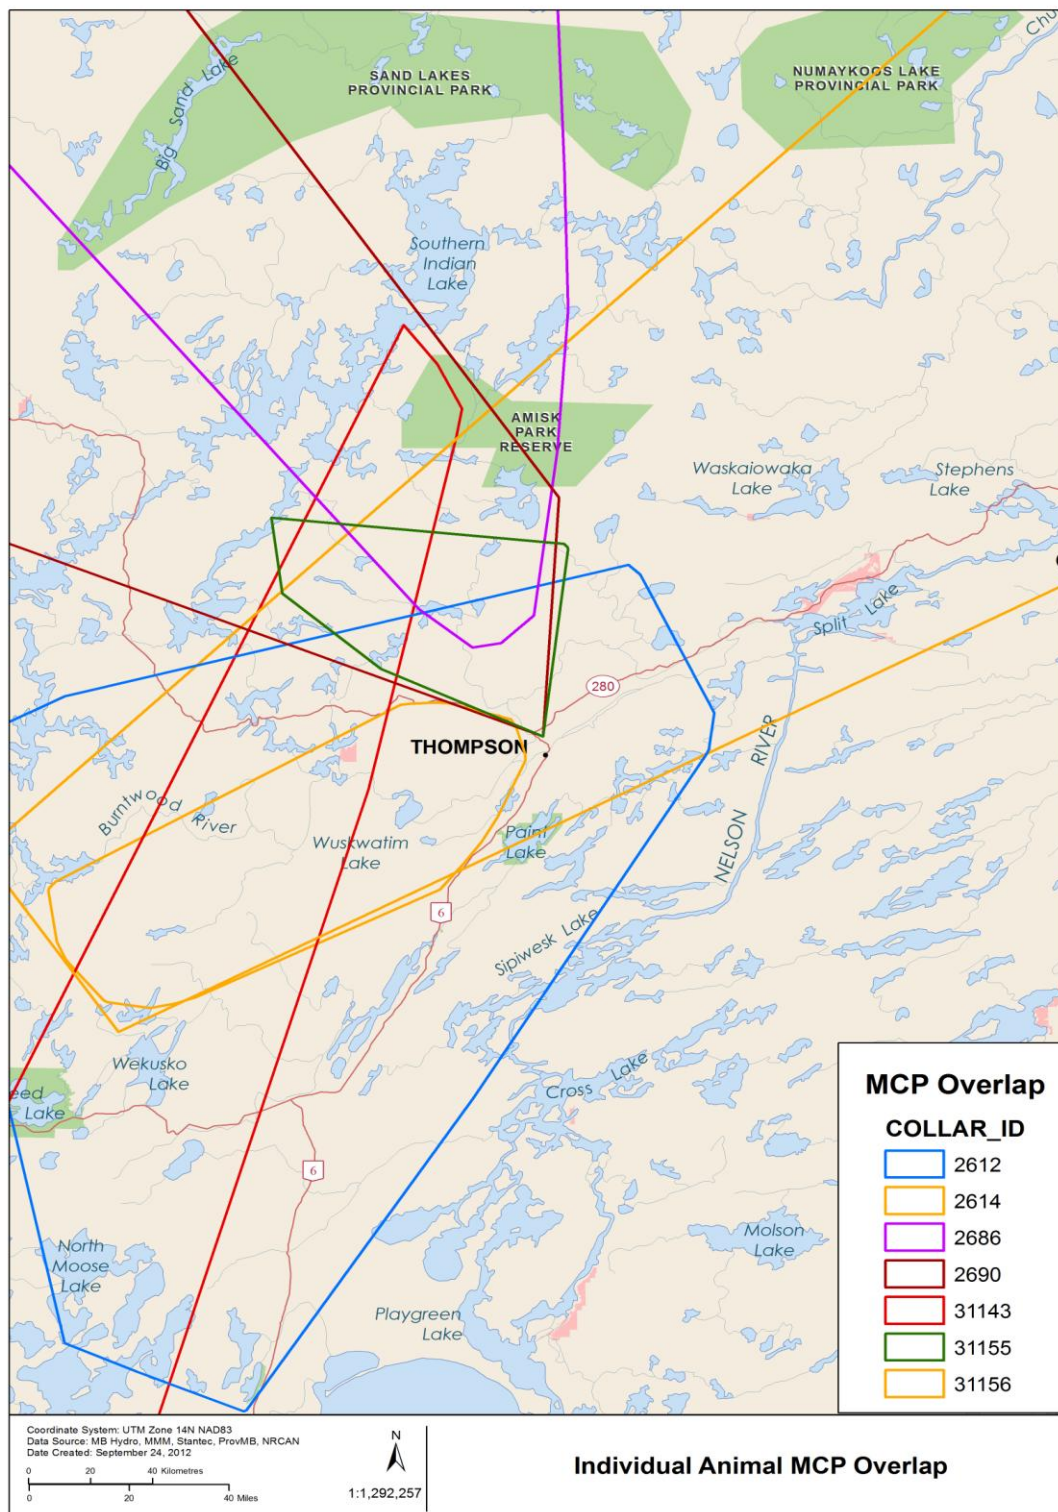 SAND LAKES
PROVINCIAL PARK
NUMAYKOOS LAKE
PROVINCIAL PARK
Big Sand Lake
Southern
Indian
Lake
AMISK
PARK
RESERVE
Waskaiowaka
Lake
Stephens
Lake
Split Lake
280
THOMPSON
NELSON RIVER
Burntwood
River
Wuskwatim
Lake
Paint
Lake
6
Sipiwesk Lake
Wekusko
Lake
Cross Lake
eed
Lake
6
North
Moose
Lake
Molson
Lake
Playgreen
Lake
MCP Overlap
COLLAR_ID
2612
2614
2686
2690
31143
31155
31156
Coordinate System: UTM Zone 14N NAD83
Data Source: MB Hydro, MMM, Stantec, ProvMB, NRCAN
Date Created: September 24, 2012
0 20 40 Kilometres
0 20 40 Miles
N
1:1,292,257
Individual Animal MCP Overlap